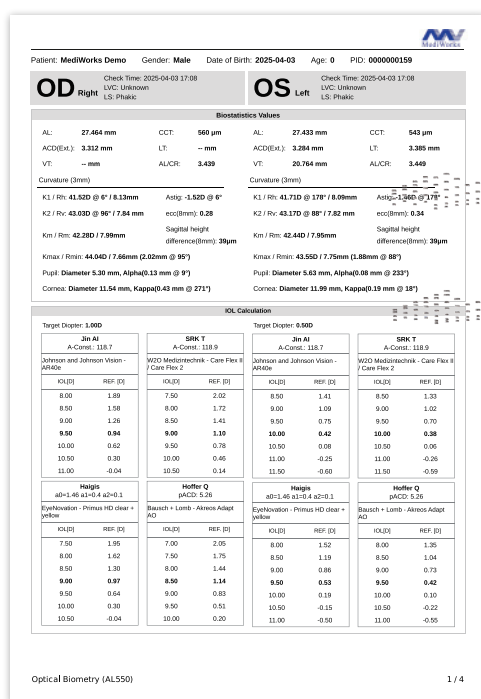 MediWorks
Patient: MediWorks Demo Gender: Male Date of Birth: 2025-04-03 Age: 0 PID: 0000000159
OD Right
Check Time: 2025-04-03 17:08
LVC: Unknown
LS: Phakic
OS Left
Check Time: 2025-04-03 17:08
LVC: Unknown
LS: Phakic
Biostatistics Values
AL: 27.464 mm CCT: 560 μm AL: 27.433 mm CCT: 543 μm
ACD(Ext.): 3.312 mm LT: -- mm ACD(Ext.): 3.284 mm LT: 3.385 mm
VT: -- mm AL/CR: 3.439 VT: 20.764 mm AL/CR: 3.449
Curvature (3mm) Curvature (3mm)
K1 / Rh: 41.52D @ 6° / 8.13mm Astig: -1.52D @ 6° K1 / Rh: 41.71D @ 178° / 8.09mm Astig: -1.46D @ 178°
K2 / Rv: 43.03D @ 96° / 7.84 mm ecc(8mm): 0.28 K2 / Rv: 43.17D @ 88° / 7.82 mm ecc(8mm): 0.34
Km / Rm: 42.28D / 7.99mm Sagittal height difference(8mm): 39μm Km / Rm: 42.44D / 7.95mm Sagittal height difference(8mm): 39μm
Kmax / Rmin: 44.04D / 7.66mm (2.02mm @ 95°) Kmax / Rmin: 43.55D / 7.75mm (1.88mm @ 88°)
Pupil: Diameter 5.30 mm, Alpha(0.13 mm @ 9°) Pupil: Diameter 5.63 mm, Alpha(0.08 mm @ 233°)
Cornea: Diameter 11.54 mm, Kappa(0.43 mm @ 271°) Cornea: Diameter 11.99 mm, Kappa(0.19 mm @ 18°)
IOL Calculation
Target Diopter: 1.00D Target Diopter: 0.50D
Jin AI SRK T Jin AI SRK T
A-Const.: 118.7 A-Const.: 118.9 A-Const.: 118.7 A-Const.: 118.9
Johnson and Johnson Vision - AR40e W2O Medizintechnik - Care Flex II / Care Flex 2 Johnson and Johnson Vision - AR40e W2O Medizintechnik - Care Flex II / Care Flex 2
IOL[D] REF. [D] IOL[D] REF. [D] IOL[D] REF. [D] IOL[D] REF. [D]
8.00 1.89 7.50 2.02 8.50 1.41 8.50 1.33
8.50 1.58 8.00 1.72 9.00 1.09 9.00 1.02
9.00 1.26 8.50 1.41 9.50 0.75 9.50 0.70
9.50 0.94 9.00 1.10 10.00 0.42 10.00 0.38
10.00 0.62 9.50 0.78 10.50 0.08 10.50 0.06
10.50 0.30 10.00 0.46 11.00 -0.25 11.00 -0.26
11.00 -0.04 10.50 0.14 11.50 -0.60 11.50 -0.59
Haigis Hoffer Q Haigis Hoffer Q
a0=1.46 a1=0.4 a2=0.1 pACD: 5.26 a0=1.46 a1=0.4 a2=0.1 pACD: 5.26
EyeNovation - Primus HD clear + yellow Bausch + Lomb - Akreos Adapt AO EyeNovation - Primus HD clear + yellow Bausch + Lomb - Akreos Adapt AO
IOL[D] REF. [D] IOL[D] REF. [D] IOL[D] REF. [D] IOL[D] REF. [D]
7.50 1.95 7.00 2.05 8.00 1.52 8.00 1.35
8.00 1.62 7.50 1.75 8.50 1.19 8.50 1.04
8.50 1.30 8.00 1.44 9.00 0.86 9.00 0.73
9.00 0.97 8.50 1.14 9.50 0.53 9.50 0.42
9.50 0.64 9.00 0.83 10.00 0.19 10.00 0.10
10.00 0.30 9.50 0.51 10.50 -0.15 10.50 -0.22
10.50 -0.04 10.00 0.20 11.00 -0.50 11.00 -0.55
Optical Biometry (AL550) 1 / 4